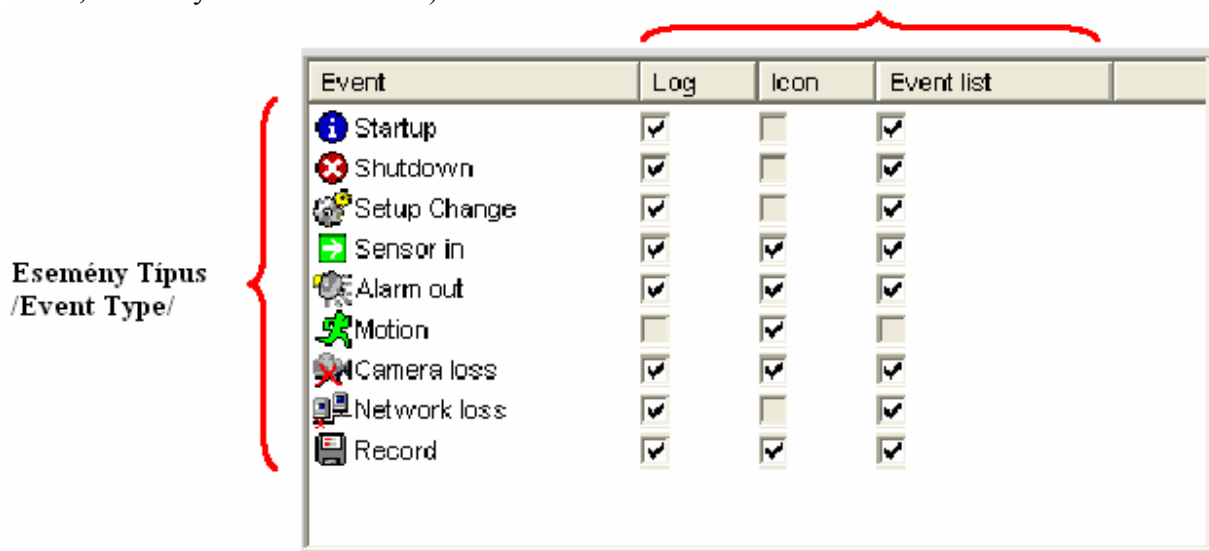 Event Log Icon Event list
Startup
Shutdown
Setup Change
Sensor in
Esemény Típus
/Event Type/
Alarm out
Motion
Camera loss
Network loss
Record